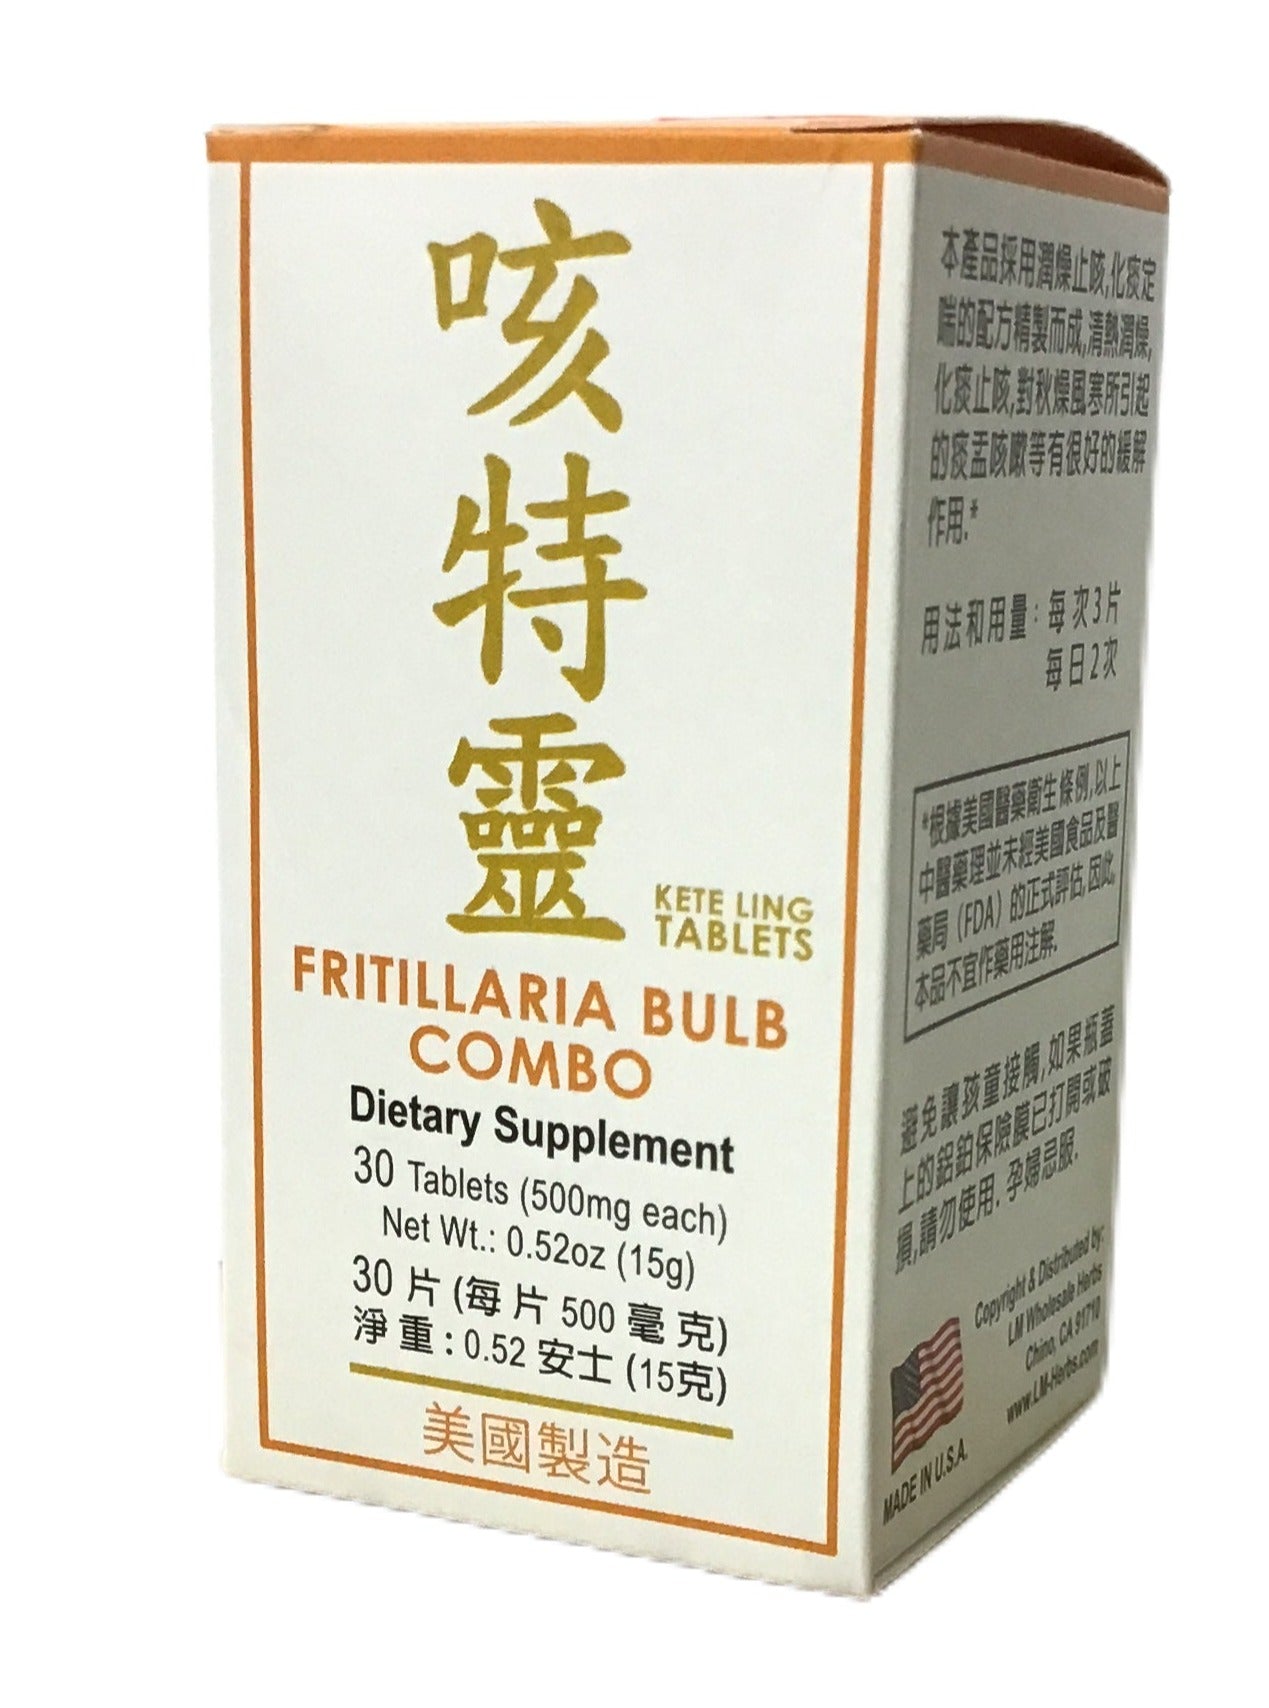 咳特靈
KETE LING
TABLETS
FRITILLARIA BULB
COMBO
Dietary Supplement
30 Tablets (500mg each)
Net Wt.: 0.52oz (15g)
30 片 (每片 500 毫克)
淨重: 0.52 安士 (15克)
美國製造
本產品採用潤燥止咳,化痰定
喘的配方精製而成,清熱潤燥,
化痰止咳,對秋燥風寒所引起
的痰盂咳嗽等有很好的緩解
作用.*
用法和用量: 每次3片
每日2次
*根據美國醫藥衛生條例,以上
中醫藥理並未經美國食品及醫
藥局 (FDA) 的正式評估,因此,
本品不宜作藥用注解.
避免讓孩童接觸,如果瓶蓋
上的鋁鉑保險膜已打開或破
損,請勿使用. 孕婦忌服.
Copyright & Distributed by:
LM Wholesale Herbs
Chino, CA 91710
www.LM-Herbs.com
MADE IN U.S.A.